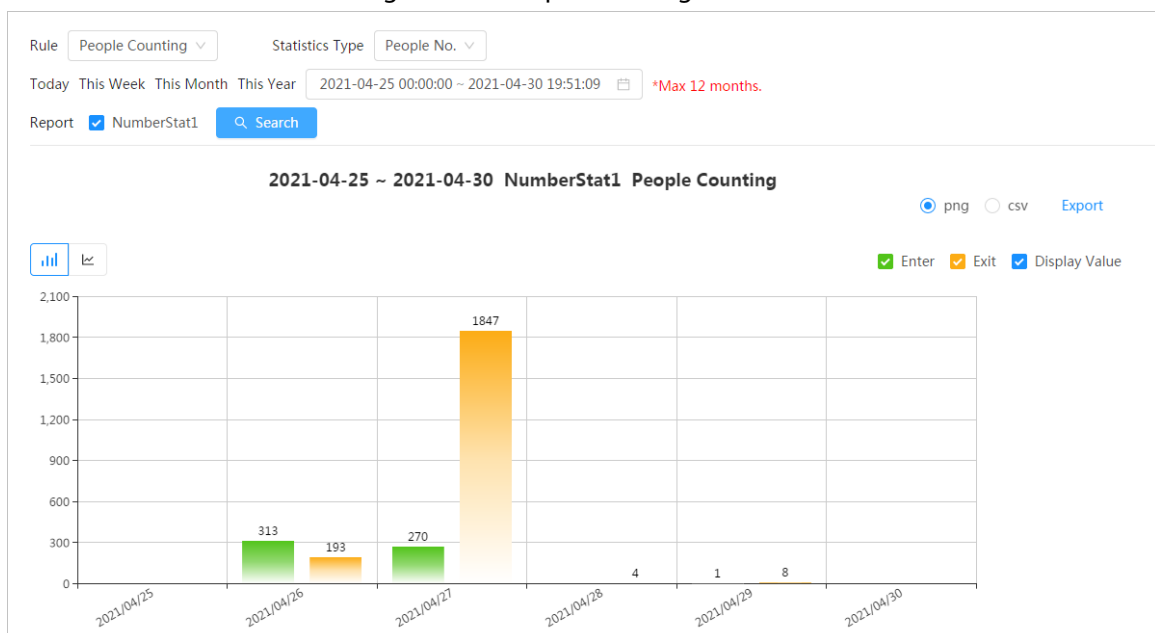 Rule People Counting Statistics Type People No.
Today This Week This Month This Year 2021-04-25 00:00:00 ~ 2021-04-30 19:51:09 *Max 12 months.
Report NumberStat1 Search
2021-04-25 ~ 2021-04-30 NumberStat1 People Counting
png csv Export
Enter Exit Display Value
2,100
1847
1,800
1,500
1,200
900
600
313 193 270
300
4 1 8
0
2021/04/25 2021/04/26 2021/04/27 2021/04/28 2021/04/29 2021/04/30